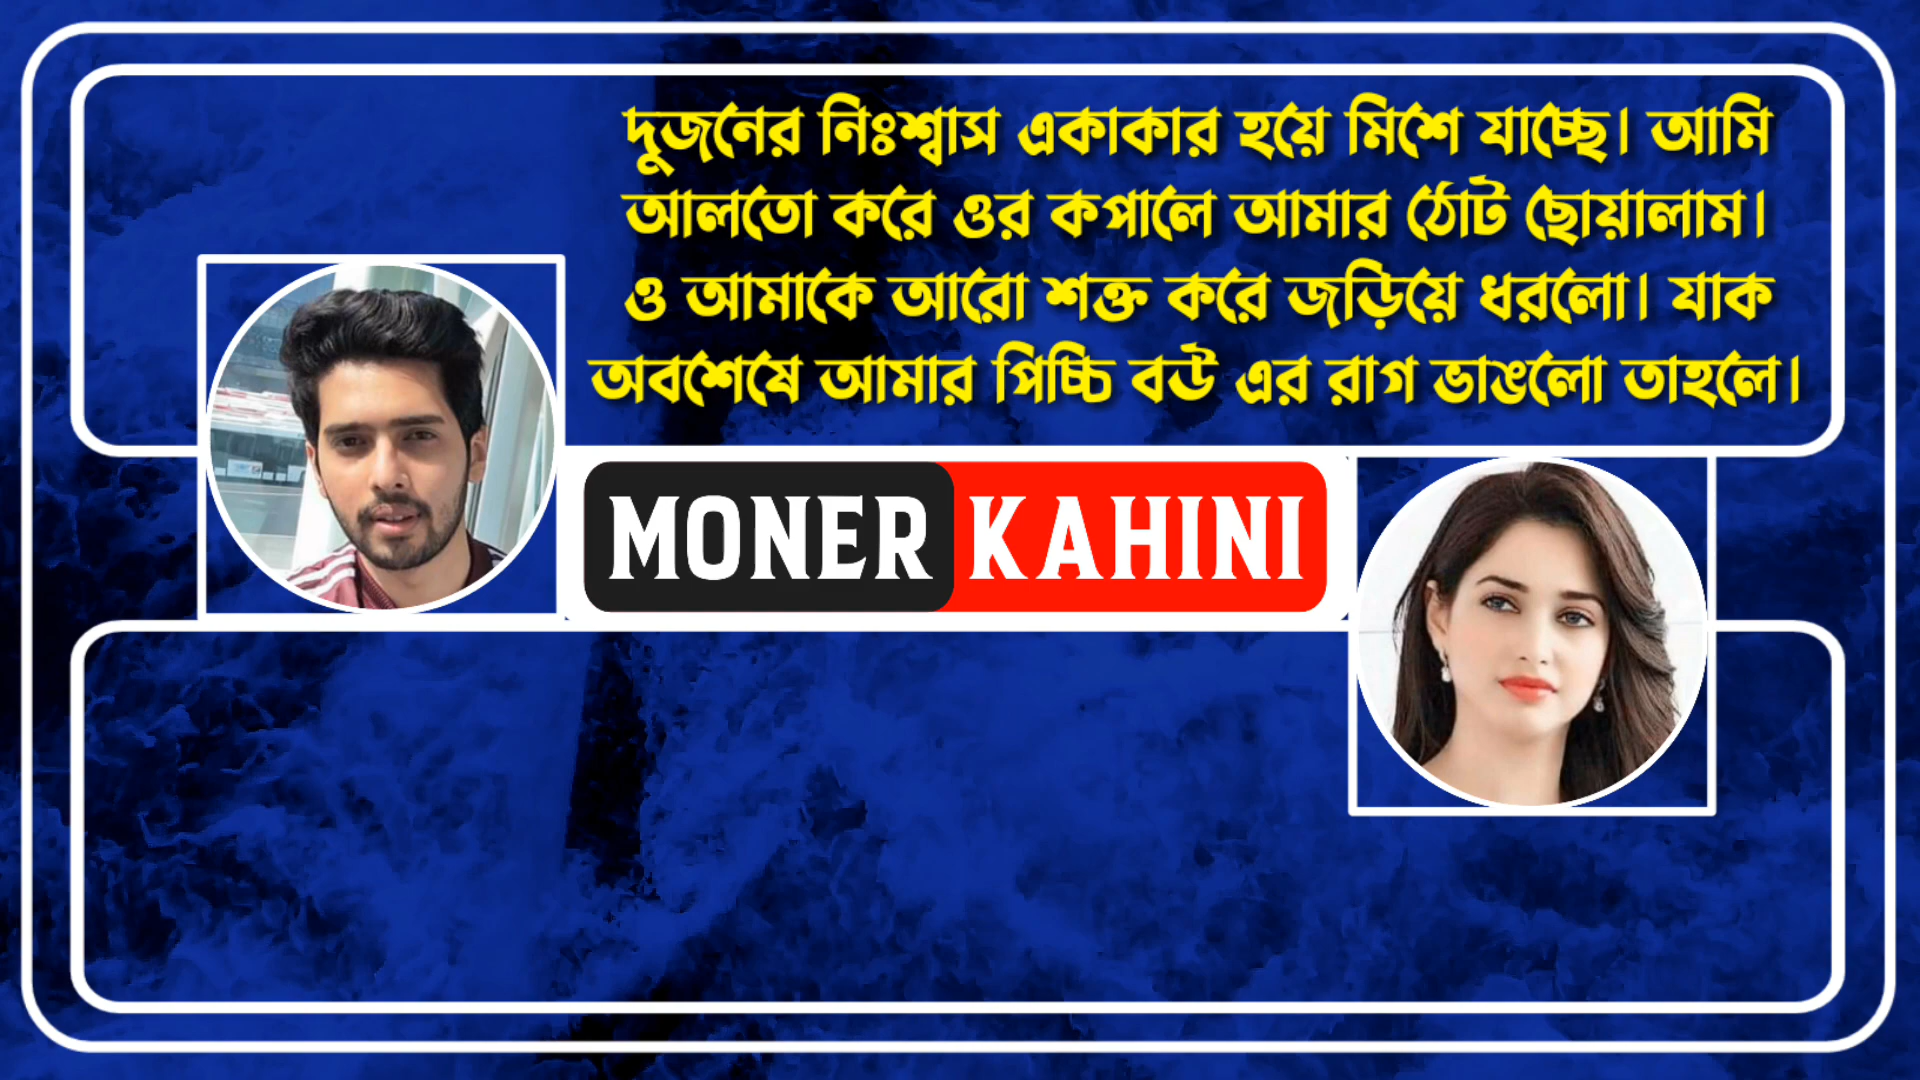 দুজনের নিঃশ্বাস একাকার হয়ে মিশে যাচ্ছে। আমি
আলতো করে ওর কপালে আমার ঠোট ছোয়ালাম।
ও আমাকে আরো শক্ত করে জড়িয়ে ধরলো। যাক
অবশেষে আমার পিচ্চি বউ এর রাগ ভাঙলো তাহলে।
MONER KAHINI